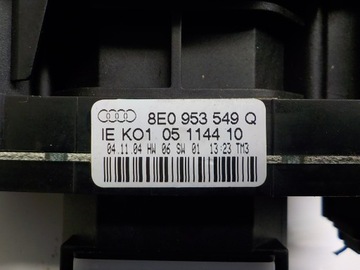 8E0 953 549 Q
IE KO1 05 1144 10
04.11.04 HW 06 SW 01 13:23 TM3